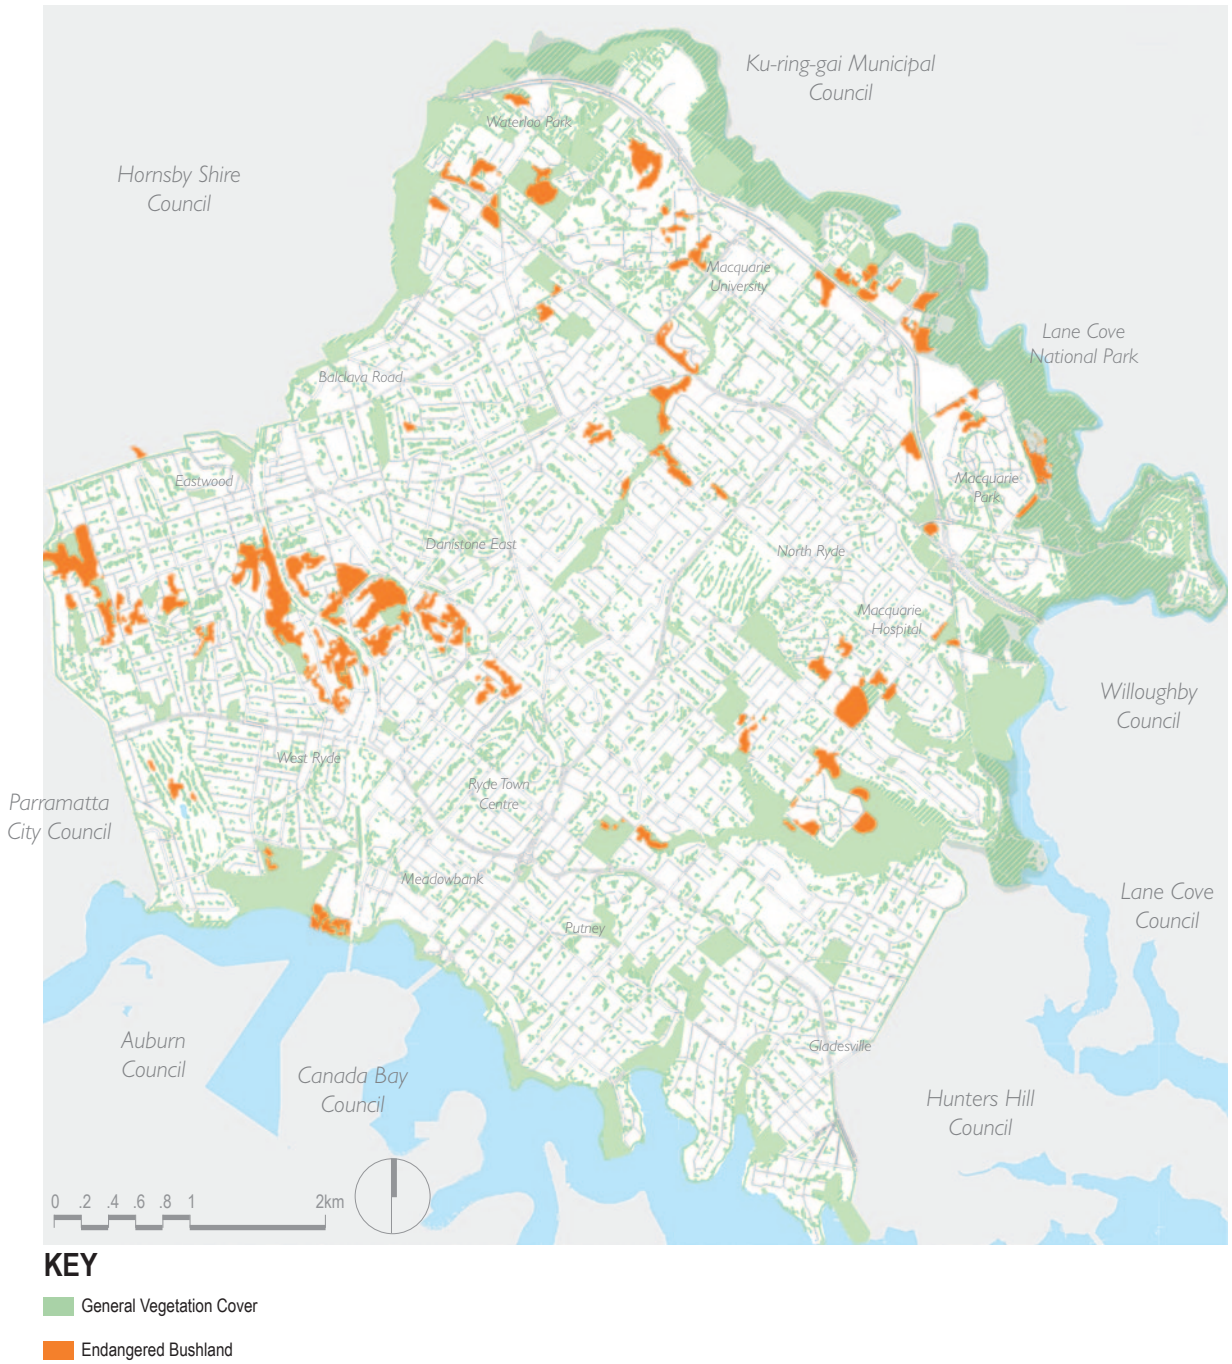 Ku-ring-gai Municipal
Council
Waterloo Park
Hornsby Shire
Council
Macquarie
University
Lane Cove
National Park
Balclava Road
Eastwood
Macquarie
Park
Danistone East
North Ryde
Macquarie
Hospital
Willoughby
Council
West Ryde
Ryde Town
Centre
Parramatta
City Council
Meadowbank
Lane Cove
Council
Putney
Auburn
Council
Gladesville
Canada Bay
Council
Hunters Hill
Council
0 .2 .4 .6 .8 1 2km
KEY
General Vegetation Cover
Endangered Bushland